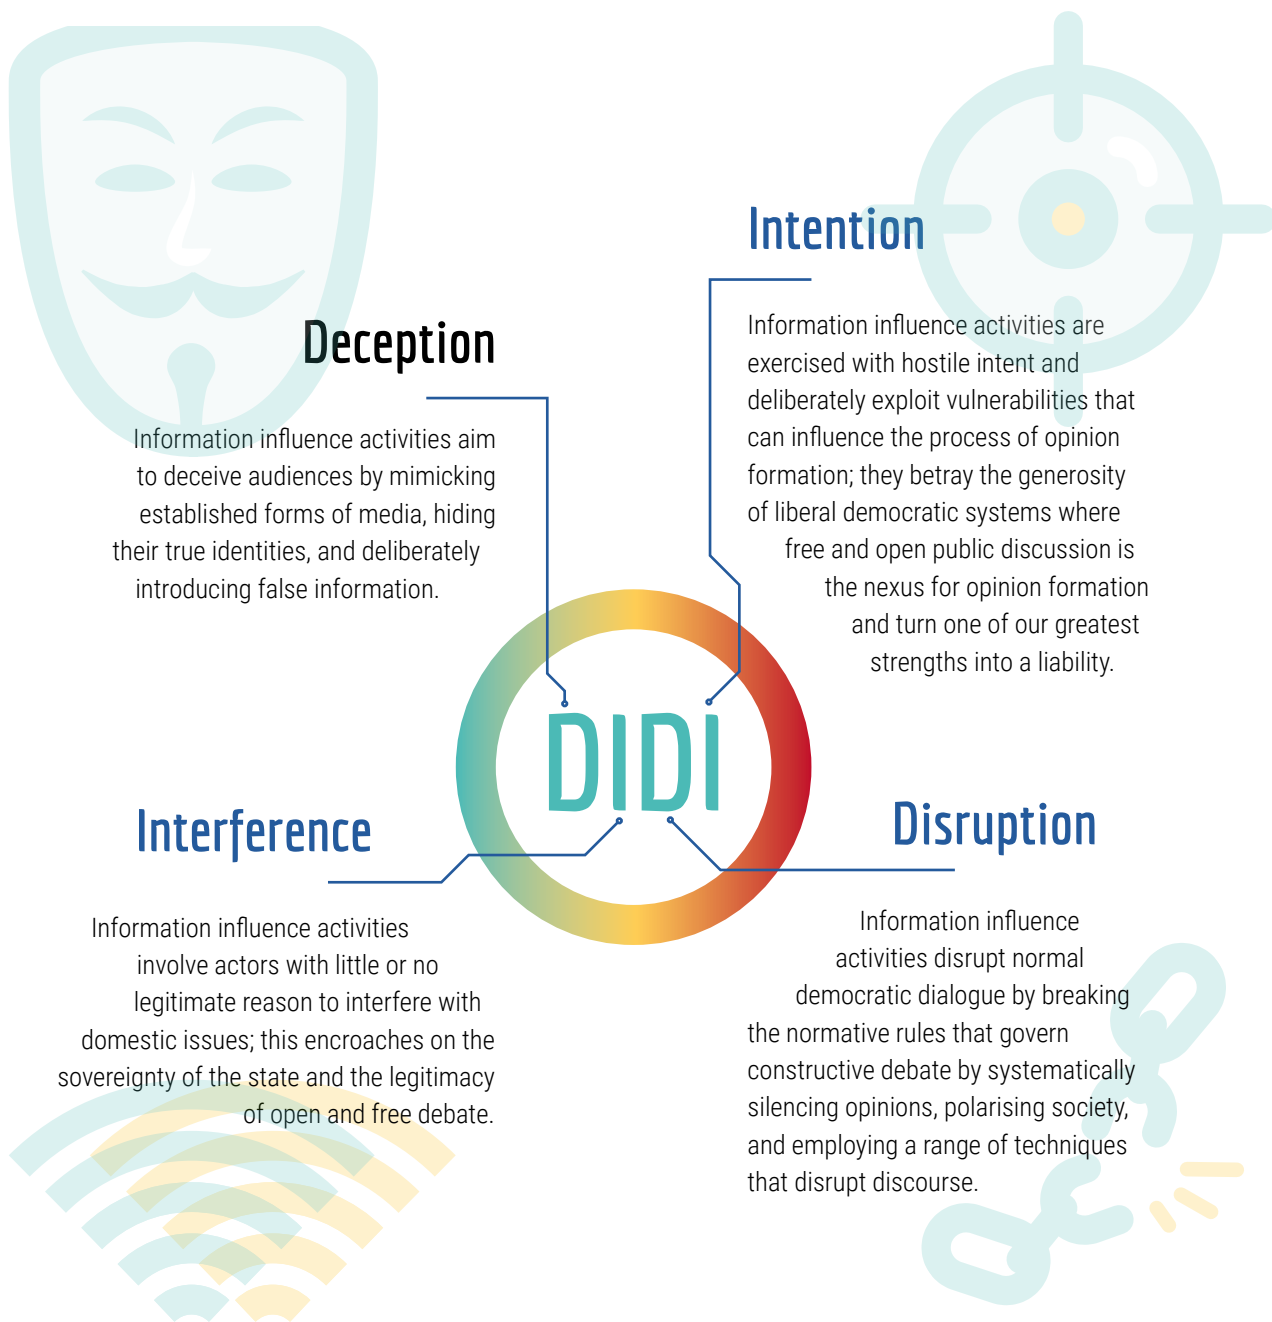 Deception
Information influence activities aim
to deceive audiences by mimicking
established forms of media, hiding
their true identities, and deliberately
introducing false information.
Intention
Information influence activities are
exercised with hostile intent and
deliberately exploit vulnerabilities that
can influence the process of opinion
formation; they betray the generosity
of liberal democratic systems where
free and open public discussion is
the nexus for opinion formation
and turn one of our greatest
strengths into a liability.
DIDI
Interference
Information influence activities
involve actors with little or no
legitimate reason to interfere with
domestic issues; this encroaches on the
sovereignty of the state and the legitimacy
of open and free debate.
Disruption
Information influence
activities disrupt normal
democratic dialogue by breaking
the normative rules that govern
constructive debate by systematically
silencing opinions, polarising society,
and employing a range of techniques
that disrupt discourse.